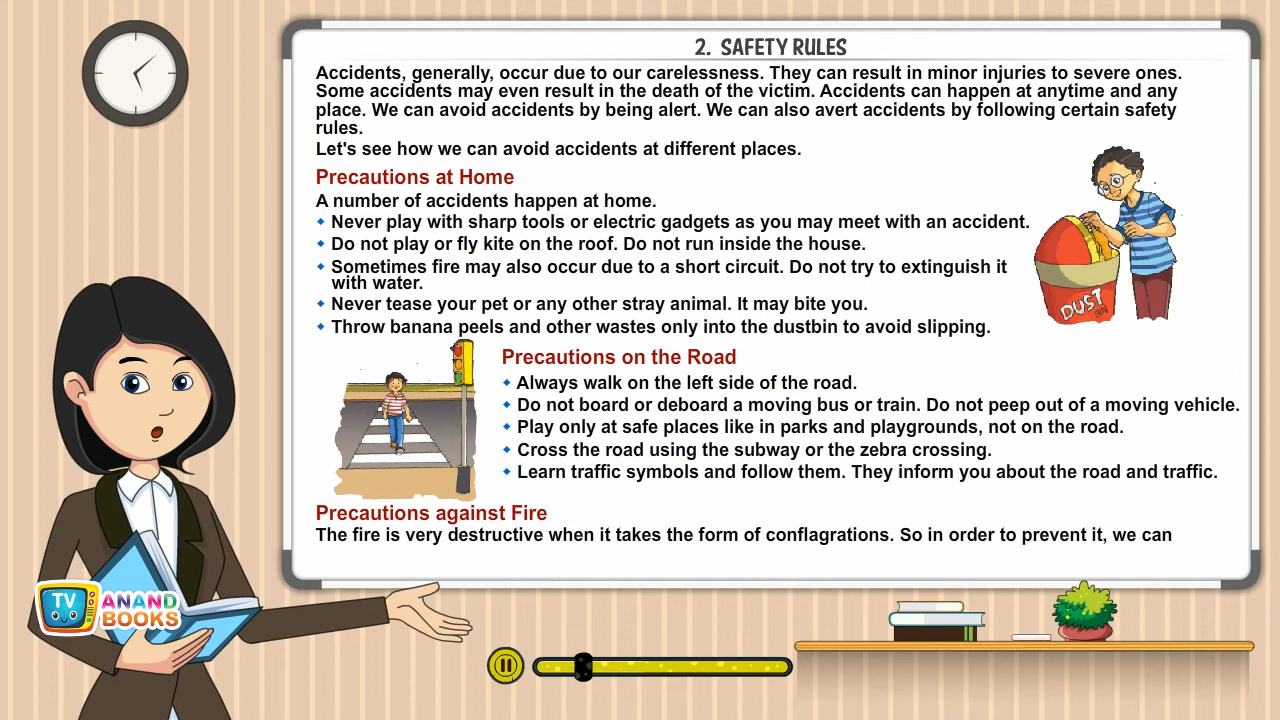 2. SAFETY RULES
Accidents, generally, occur due to our carelessness. They can result in minor injuries to severe ones.
Some accidents may even result in the death of the victim. Accidents can happen at anytime and any
place. We can avoid accidents by being alert. We can also avert accidents by following certain safety
rules.
Let's see how we can avoid accidents at different places.
Precautions at Home
A number of accidents happen at home.
Never play with sharp tools or electric gadgets as you may meet with an accident.
Do not play or fly kite on the roof. Do not run inside the house.
Sometimes fire may also occur due to a short circuit. Do not try to extinguish it
with water.
Never tease your pet or any other stray animal. It may bite you.
Throw banana peels and other wastes only into the dustbin to avoid slipping.
DUST
BIN
Precautions on the Road
Always walk on the left side of the road.
Do not board or deboard a moving bus or train. Do not peep out of a moving vehicle.
Play only at safe places like in parks and playgrounds, not on the road.
Cross the road using the subway or the zebra crossing.
Learn traffic symbols and follow them. They inform you about the road and traffic.
Precautions against Fire
The fire is very destructive when it takes the form of conflagrations. So in order to prevent it, we can
TV
ANAND
BOOKS